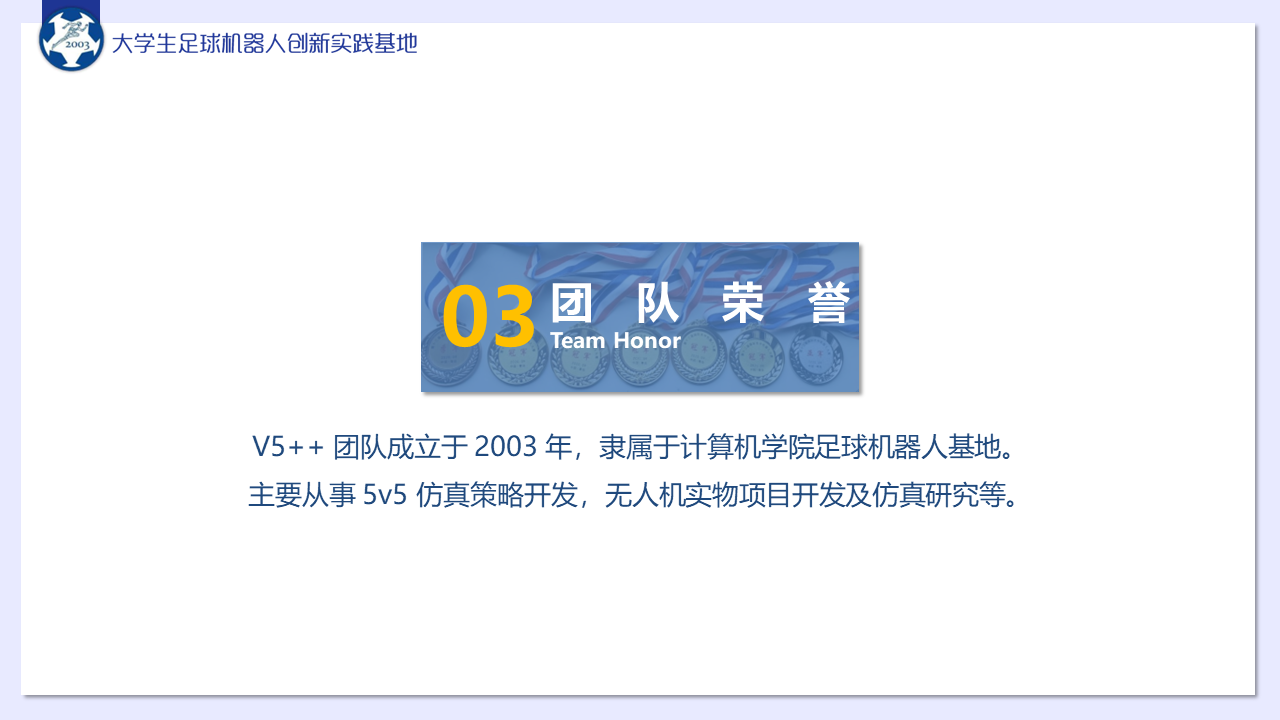 2003
大学生足球机器人创新实践基地
03
团 队 荣 誉
Team Honor
V5++ 团队成立于 2003 年，隶属于计算机学院足球机器人基地。
主要从事 5v5 仿真策略开发，无人机实物项目开发及仿真研究等。